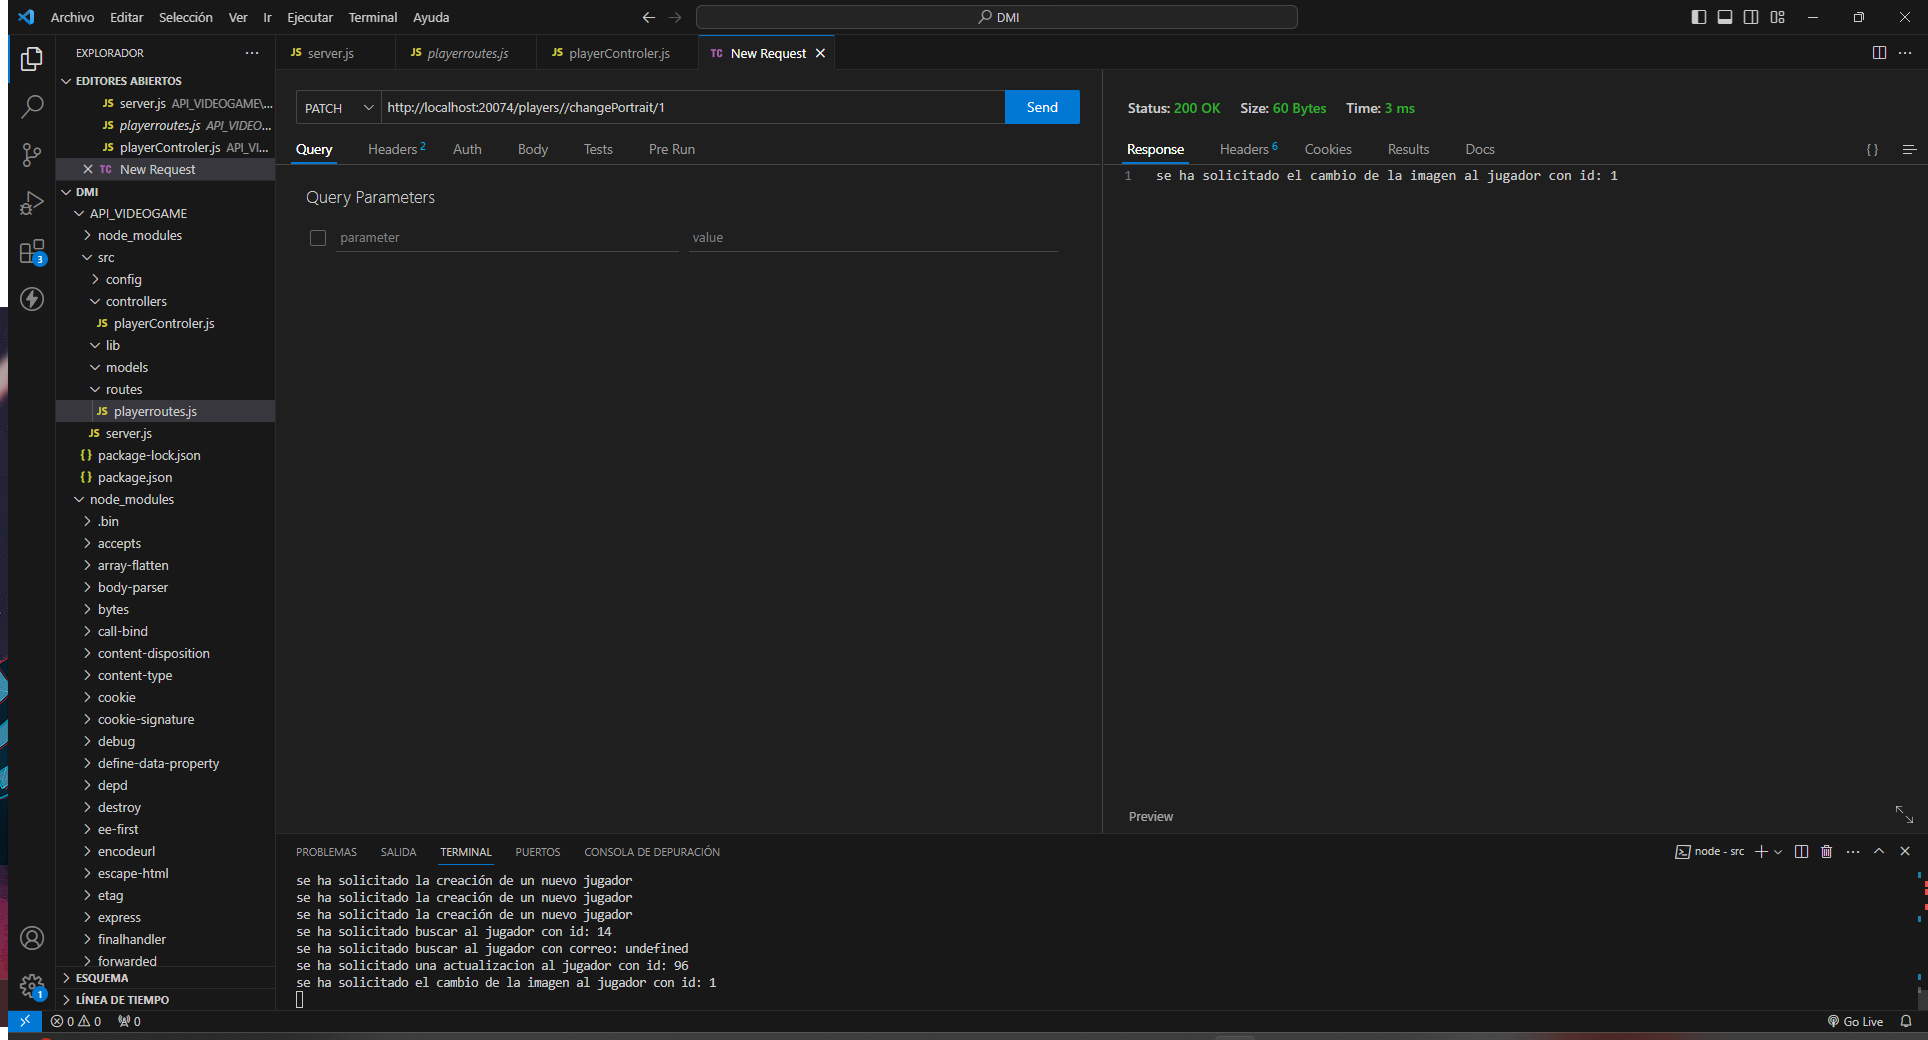 Archivo Editar Selección Ver Ir Ejecutar Terminal Ayuda
DMI
EXPLORADOR
server.js
playerroutes.js
playerControler.js
TC New Request
EDITORES ABIERTOS
JS server.js API_VIDEOGAME\...
JS playerroutes.js API_VIDEO...
JS playerControler.js API_VI...
TC New Request
DMI
API_VIDEOGAME
node_modules
src
config
controllers
JS playerControler.js
lib
models
routes
JS playerroutes.js
JS server.js
{} package-lock.json
{} package.json
node_modules
.bin
accepts
array-flatten
body-parser
bytes
call-bind
content-disposition
content-type
cookie
cookie-signature
debug
define-data-property
depd
destroy
ee-first
encodeurl
escape-html
etag
express
finalhandler
forwarded
ESQUEMA
LÍNEA DE TIEMPO
3
1
PATCH http://localhost:20074/players//changePortrait/1 Send
Query Headers 2 Auth Body Tests Pre Run
Query Parameters
parameter value
Status: 200 OK Size: 60 Bytes Time: 3 ms
Response Headers 6 Cookies Results Docs {}
1 se ha solicitado el cambio de la imagen al jugador con id: 1
Preview
PROBLEMAS SALIDA TERMINAL PUERTOS CONSOLA DE DEPURACIÓN
node - src
se ha solicitado la creación de un nuevo jugador
se ha solicitado la creación de un nuevo jugador
se ha solicitado la creación de un nuevo jugador
se ha solicitado buscar al jugador con id: 14
se ha solicitado buscar al jugador con correo: undefined
se ha solicitado una actualizacion al jugador con id: 96
se ha solicitado el cambio de la imagen al jugador con id: 1
0 0 0
Go Live